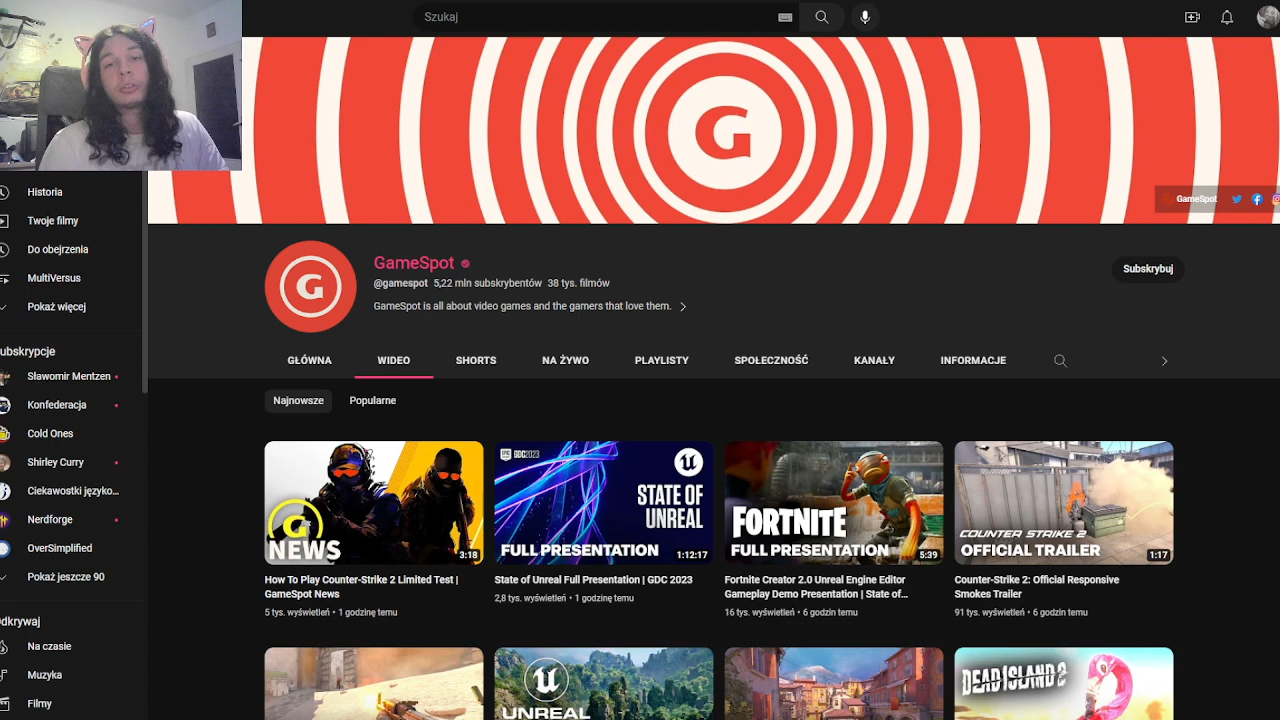 Szukaj
G
GameSpot
G
GameSpot
@gamespot 5,22 mln subskrybentów 38 tys. filmów
GameSpot is all about video games and the gamers that love them.
Subskrybuj
GŁÓWNA WIDEO SHORTS NA ŻYWO PLAYLISTY SPOŁECZNOŚĆ KANAŁY INFORMACJE
Najnowsze Popularne
Historia
Twoje filmy
Do obejrzenia
MultiVersus
Pokaż więcej
ubskrypcje
Sławomir Mentzen
Konfederacja
Cold Ones
Shirley Curry
Ciekawostki języko...
Nerdforge
OverSimplified
Pokaż jeszcze 90
dkrywaj
Na czasie
Muzyka
Filmy
G
NEWS
3:18
How To Play Counter-Strike 2 Limited Test |
GameSpot News
5 tys. wyświetleń • 1 godzinę temu
GDC2023
STATE OF
UNREAL
FULL PRESENTATION
1:12:17
State of Unreal Full Presentation | GDC 2023
2,8 tys. wyświetleń • 1 godzinę temu
FORTNITE
FULL PRESENTATION
5:39
Fortnite Creator 2.0 Unreal Engine Editor
Gameplay Demo Presentation | State of...
16 tys. wyświetleń • 6 godzin temu
COUNTER STRIKE 2
OFFICIAL TRAILER
1:17
Counter-Strike 2: Official Responsive
Smokes Trailer
91 tys. wyświetleń • 6 godzin temu
UNREAL
DEAD ISLAND 2